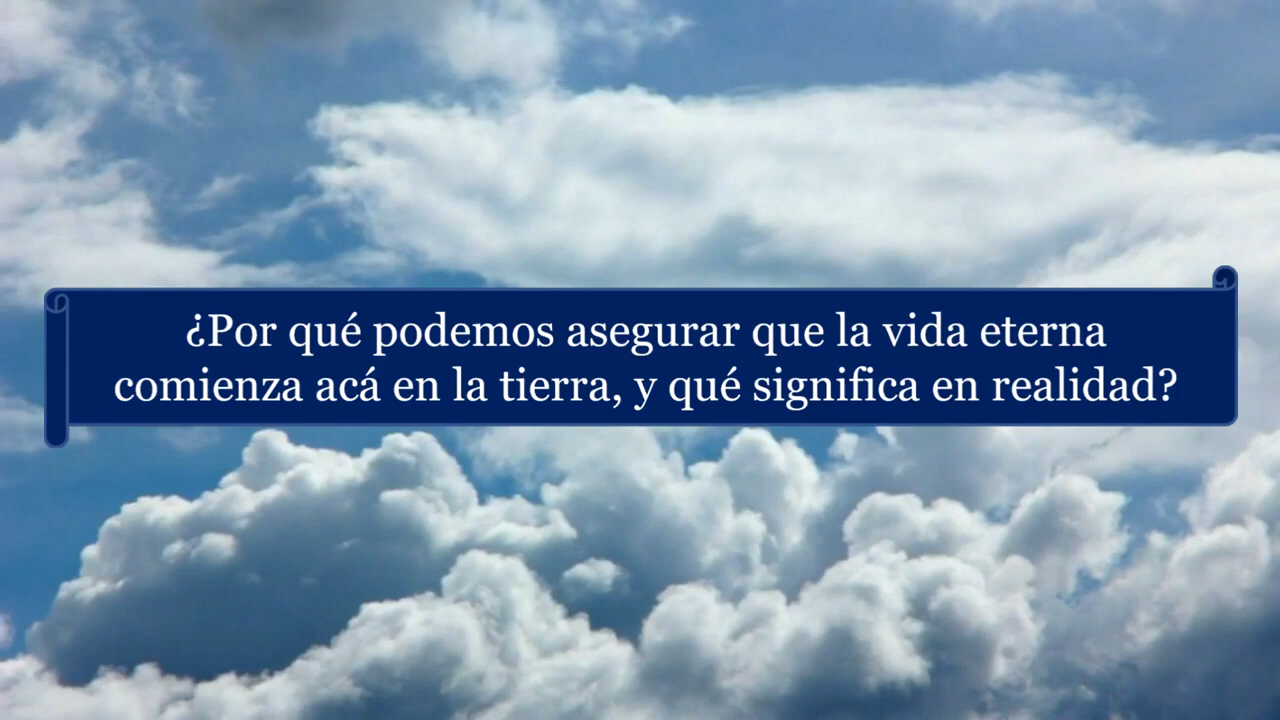 ¿Por qué podemos asegurar que la vida eterna
comienza acá en la tierra, y qué significa en realidad?